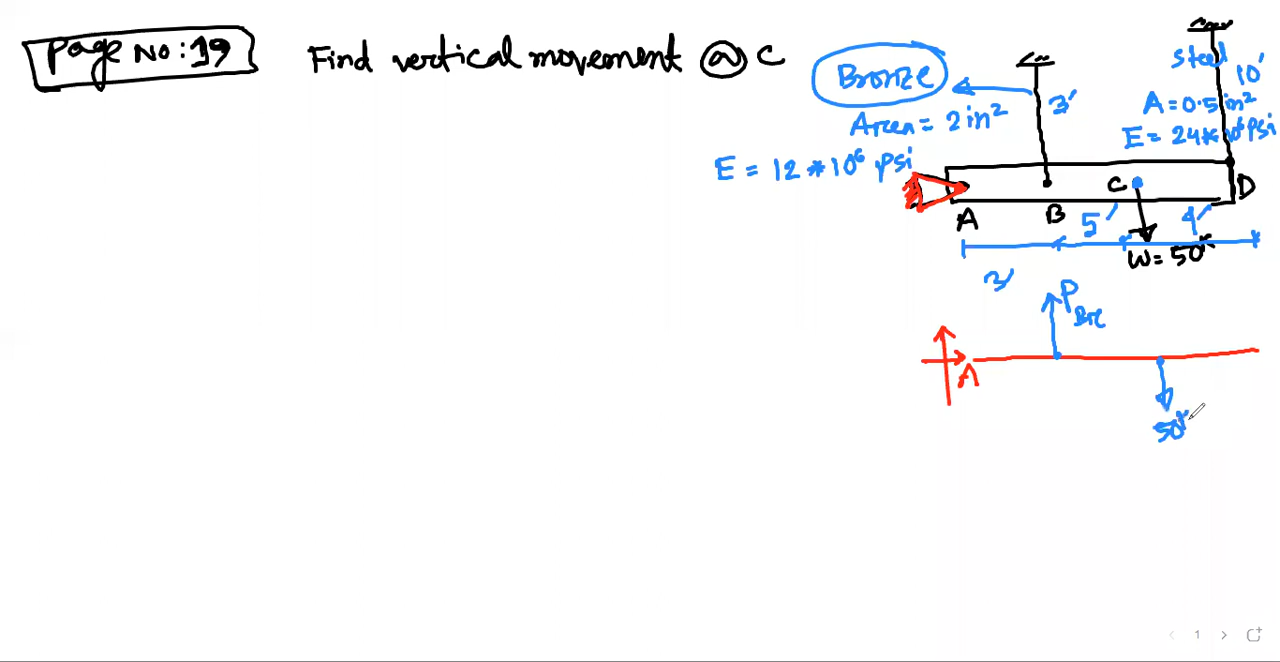 Page No: 19
Find vertical movement @ C
Bronze
Area = 2 in²
E = 12 * 10⁶ psi
3'
steel
10'
A = 0.5 in²
E = 24 * 10⁶ psi
A
B
C
D
5'
4'
3'
W = 50ᵏ
P Brz
A
50ᵏ
1